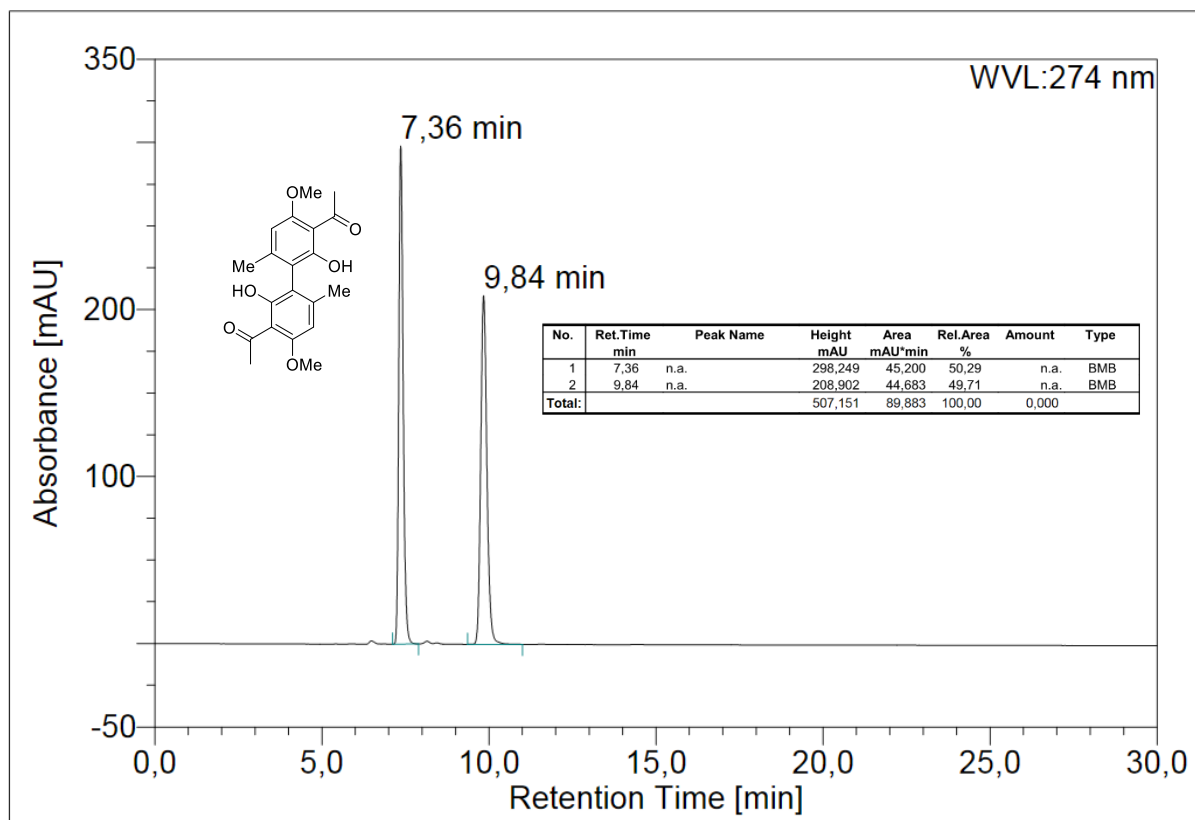 350
WVL:274 nm
7,36 min
OMe
O
Me
OH
HO
Me
O
OMe
9,84 min
200
No. Ret.Time Peak Name Height Area Rel.Area Amount Type
min mAU mAU*min %
1 7,36 n.a. 298,249 45,200 50,29 n.a. BMB
2 9,84 n.a. 208,902 44,683 49,71 n.a. BMB
Total: 507,151 89,883 100,00 0,000
100
-50
Absorbance [mAU]
0,0 5,0 10,0 15,0 20,0 25,0 30,0
Retention Time [min]